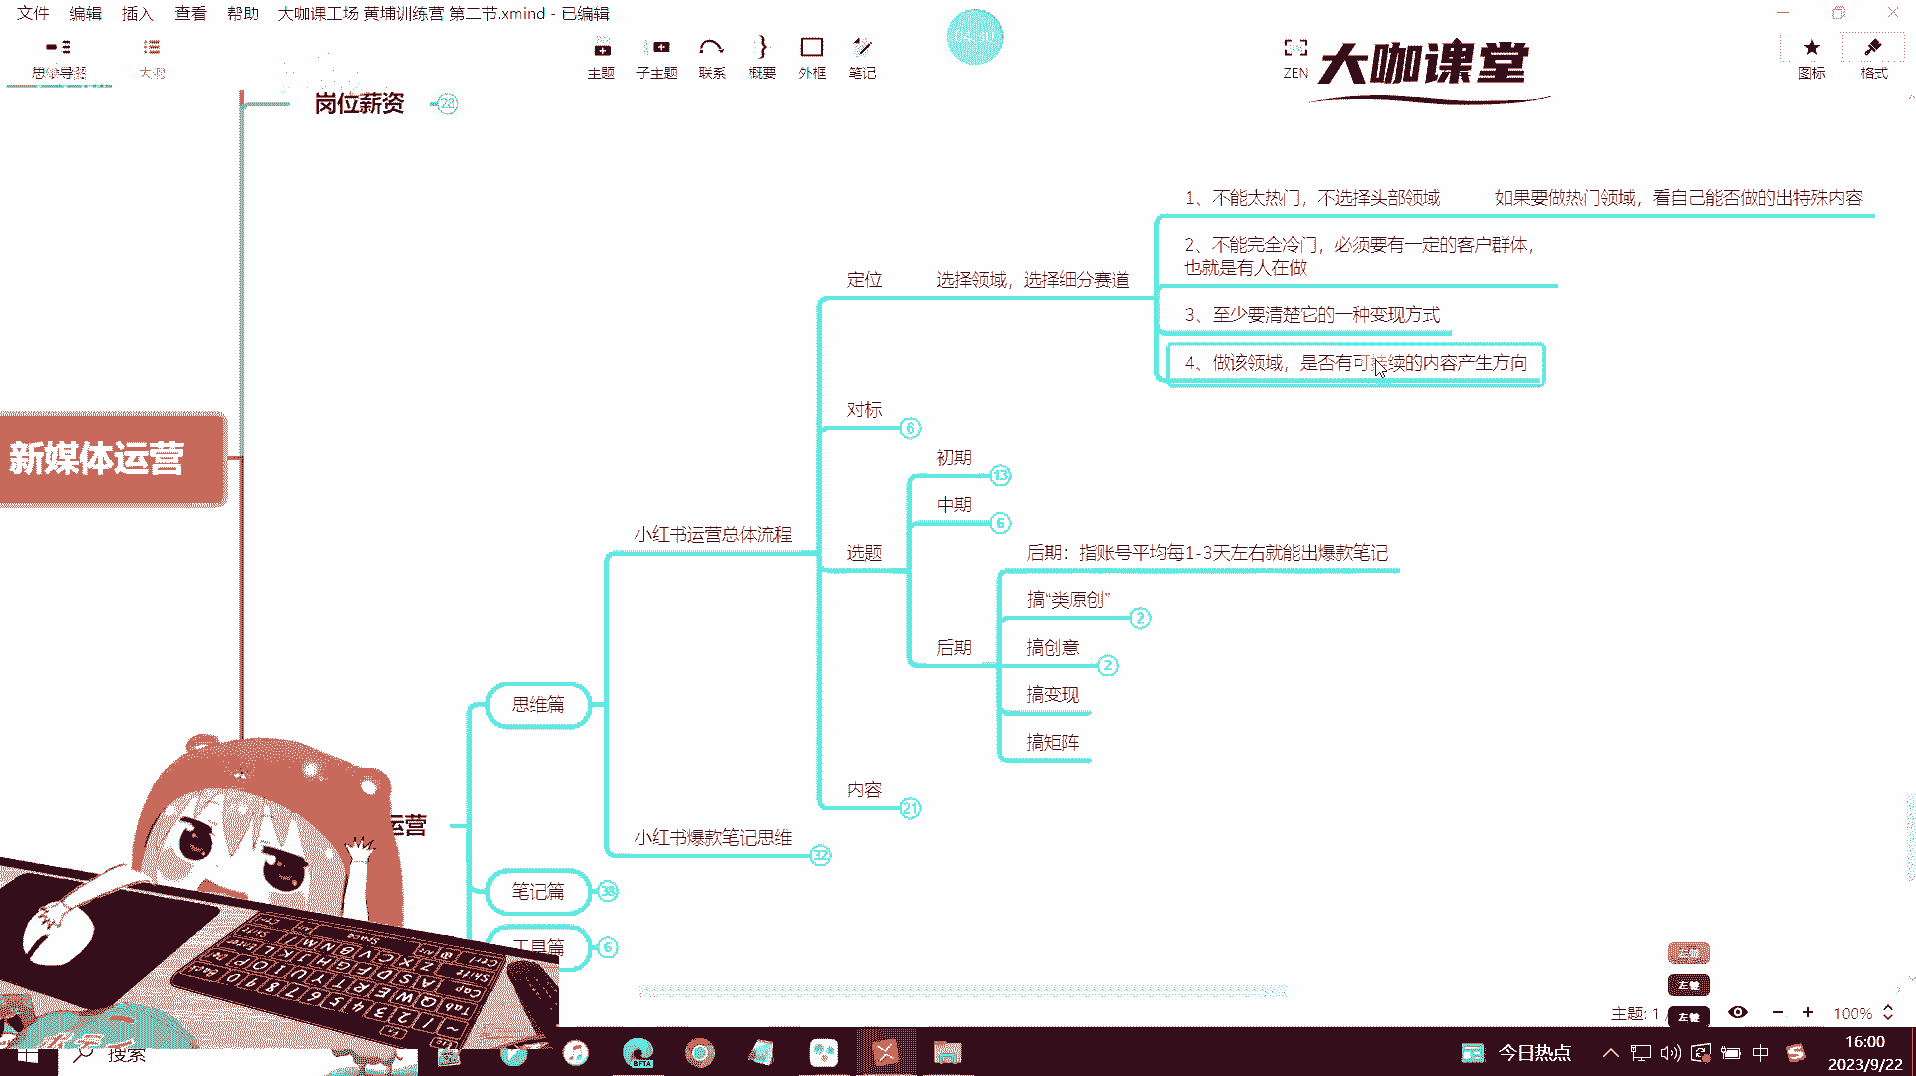 文件 编辑 插入 查看 帮助 大咖课工场 黄埔训练营 第二节.xmind - 已编辑
思维导图 大纲 主题 子主题 联系 概要 外框 笔记 ZEN 大咖课堂 图标 格式
岗位薪资 28
1、不能太热门，不选择头部领域 如果要做热门领域，看自己能否做的出特殊内容
2、不能完全冷门，必须要有一定的客户群体，
也就是有人在做
定位 选择领域，选择细分赛道
3、至少要清楚它的一种变现方式
4、做该领域，是否有可持续的内容产生方向
对标 6
新媒体运营
初期 13
中期 6
小红书运营总体流程
选题
后期：指账号平均每1-3天左右就能出爆款笔记
搞“类原创” 2
后期
搞创意 2
搞变现
思维篇
搞矩阵
内容 21
运营
小红书爆款笔记思维 32
笔记篇 38
工具篇 6
左键
左键
主题: 1 / 100%
左键
搜索
BETA
今日热点
中
16:00
2023/9/22